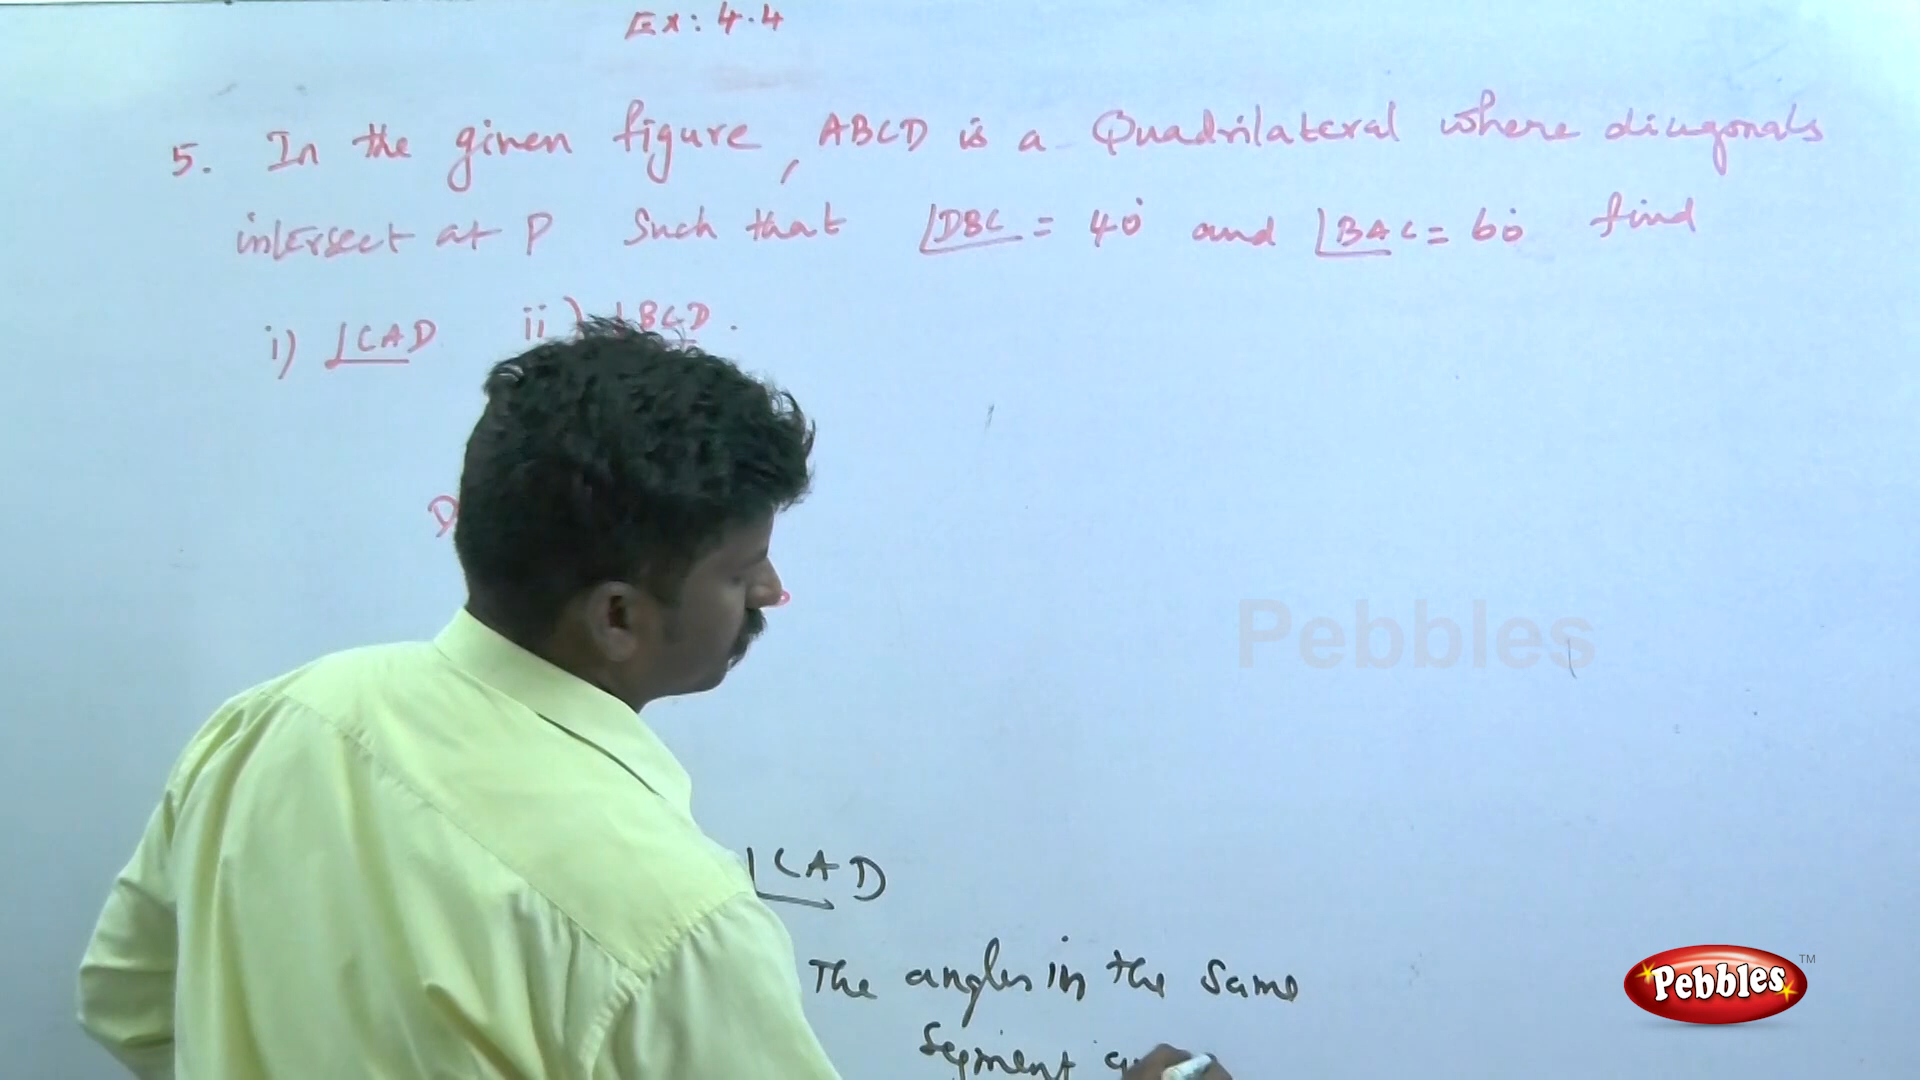 Ex: 4.4
5. In the given figure, ABCD is a Quadrilateral where diagonals
intersect at P Such that ∠DBC = 40° and ∠BAC = 60° find
i) ∠CAD ii) ∠BCD.
D
Pebbles
∠CAD
The angles in the Same
Segment
Pebbles TM